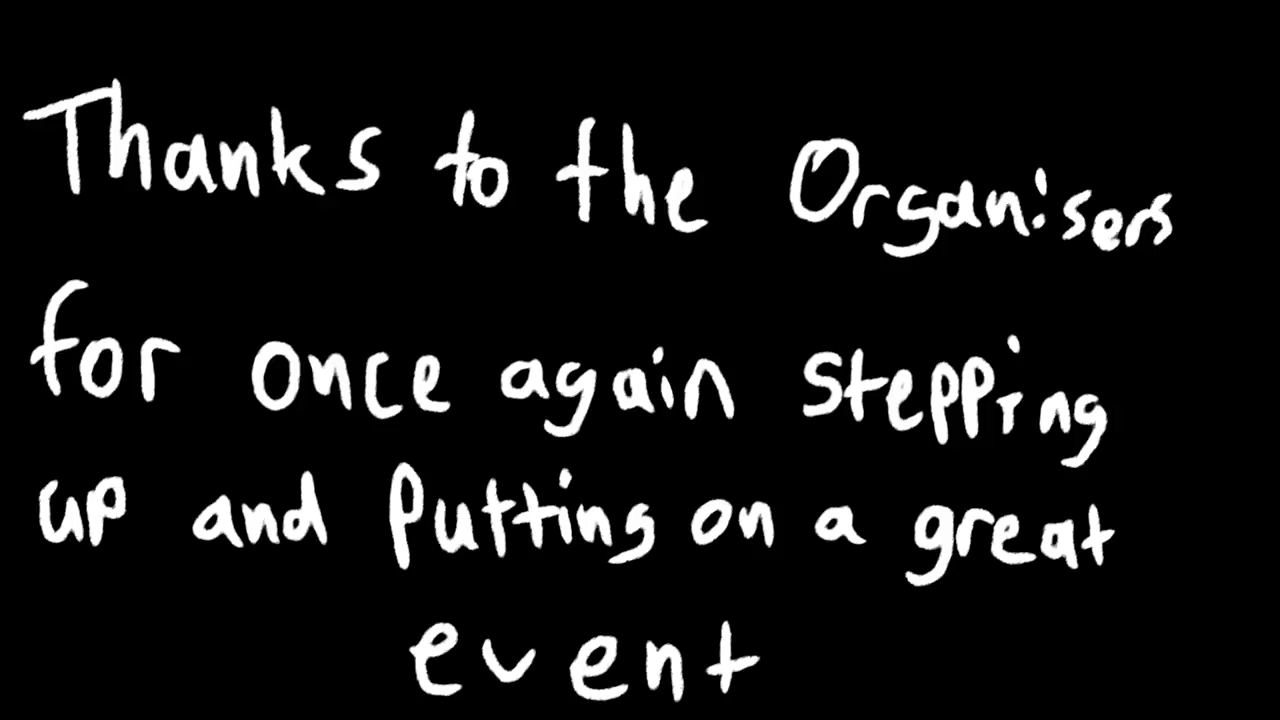 Thanks to the Organisers
for once again stepping
up and Putting on a great
event